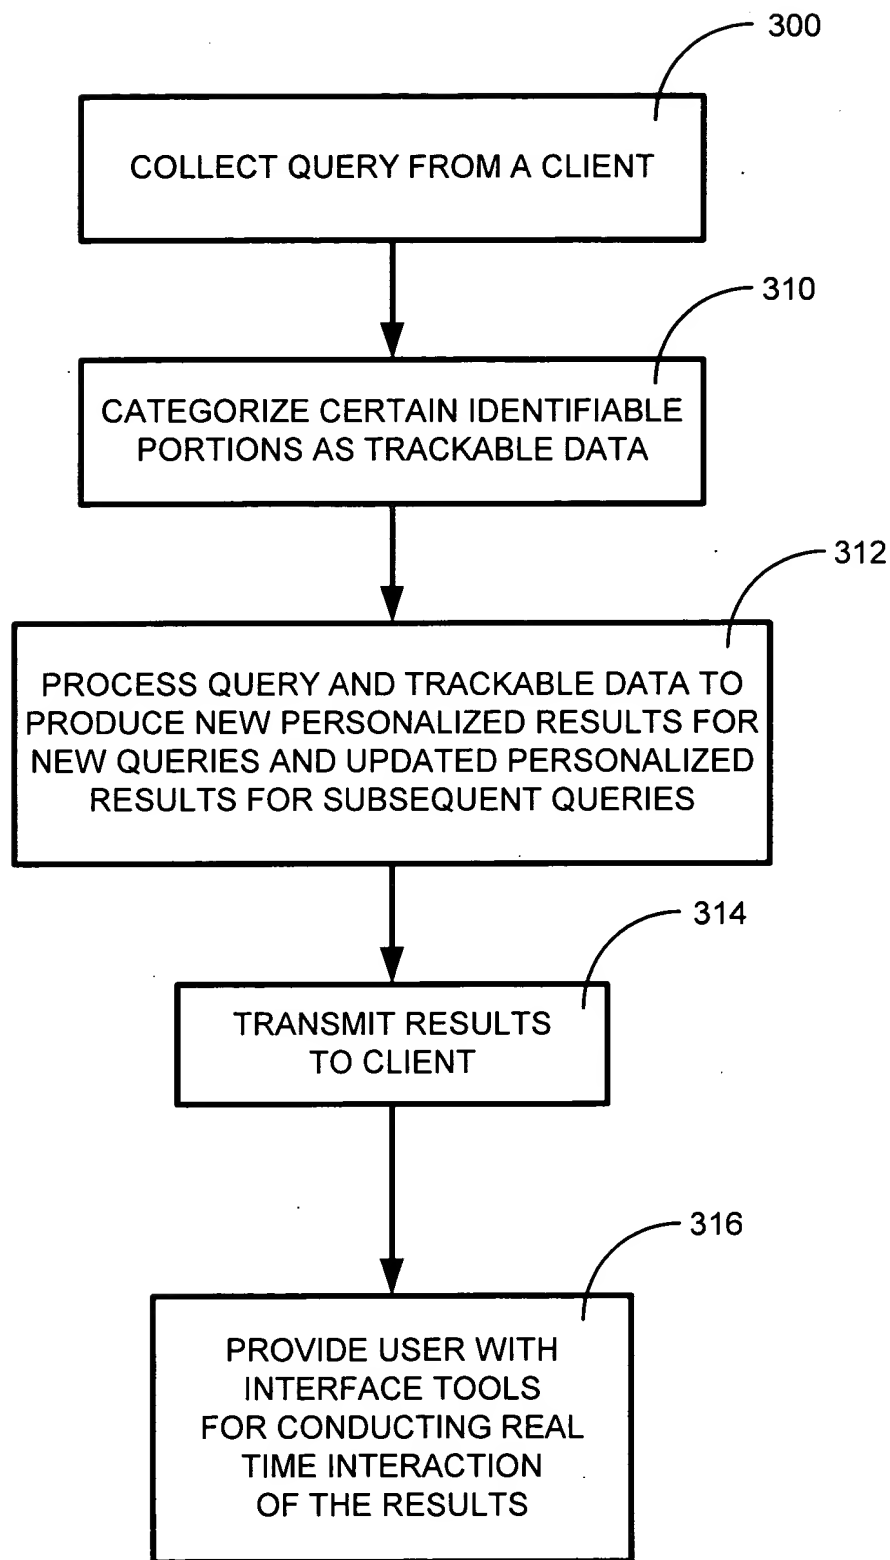 300
COLLECT QUERY FROM A CLIENT
310
CATEGORIZE CERTAIN IDENTIFIABLE
PORTIONS AS TRACKABLE DATA
312
PROCESS QUERY AND TRACKABLE DATA TO
PRODUCE NEW PERSONALIZED RESULTS FOR
NEW QUERIES AND UPDATED PERSONALIZED
RESULTS FOR SUBSEQUENT QUERIES
314
TRANSMIT RESULTS
TO CLIENT
316
PROVIDE USER WITH
INTERFACE TOOLS
FOR CONDUCTING REAL
TIME INTERACTION
OF THE RESULTS